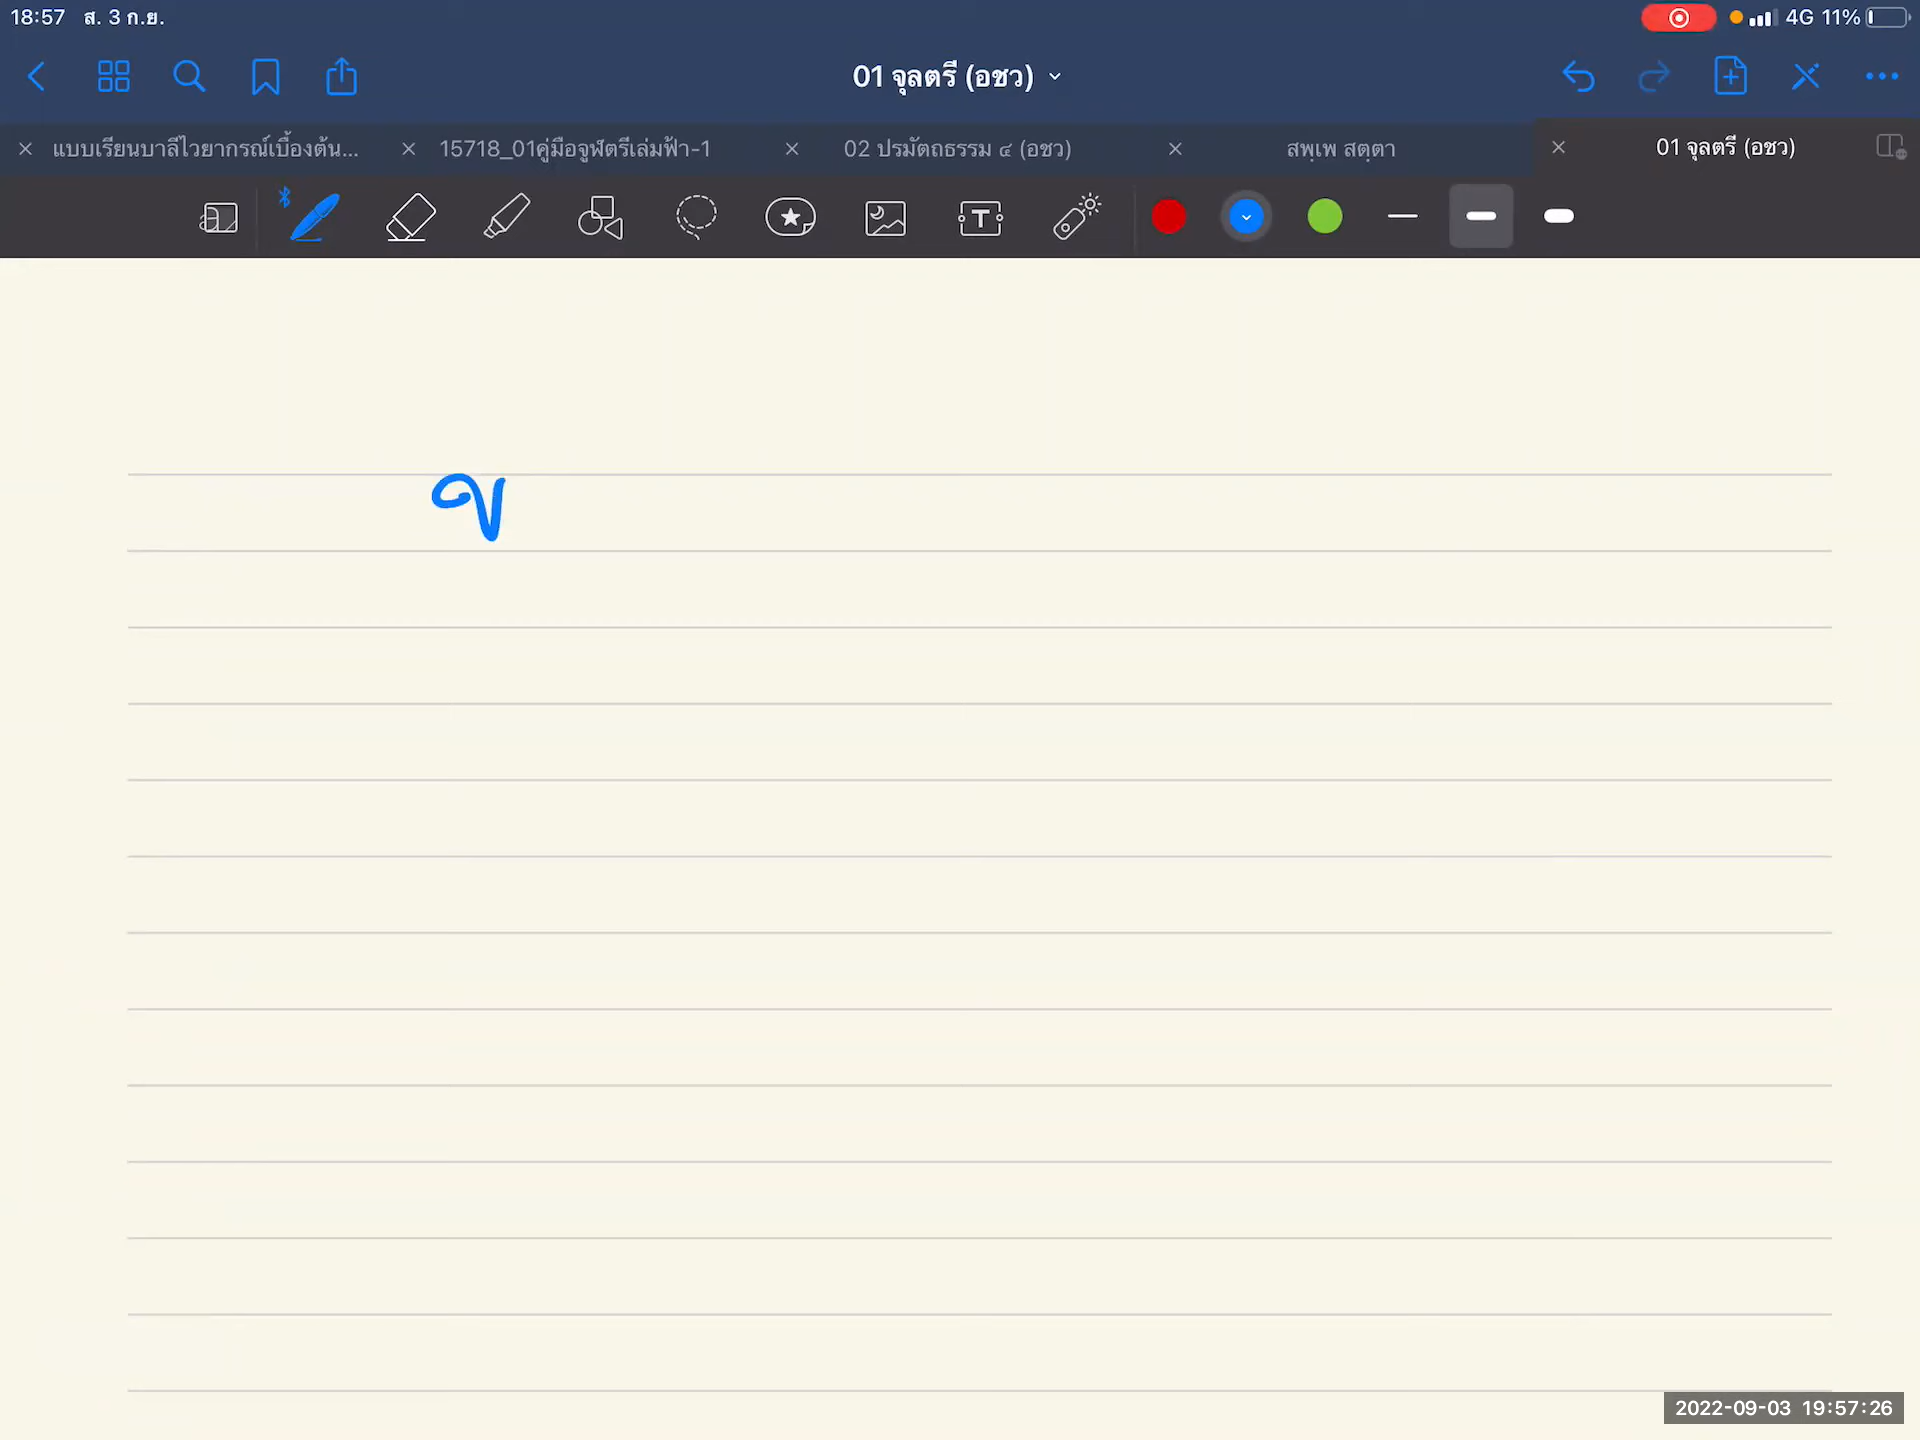 18:57 ส. 3 ก.ย. 4G 11%
01 จุลตรี (อชว)
แบบเรียนบาลีไวยากรณ์เบื้องต้น... 15718_01คู่มือจูฬตรีเล่มฟ้า-1 02 ปรมัตถธรรม ๔ (อชว) สพฺเพ สตฺตา 01 จุลตรี (อชว)
2022-09-03 19:57:26